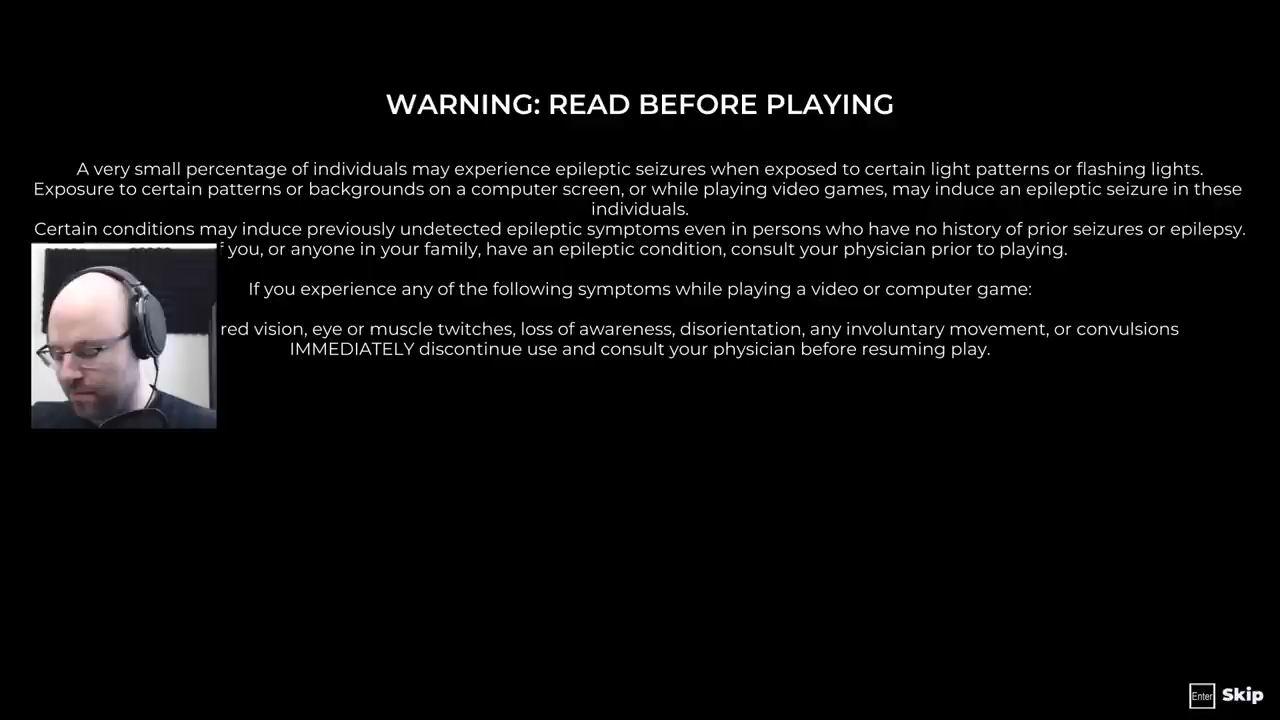 WARNING: READ BEFORE PLAYING
A very small percentage of individuals may experience epileptic seizures when exposed to certain light patterns or flashing lights.
Exposure to certain patterns or backgrounds on a computer screen, or while playing video games, may induce an epileptic seizure in these
individuals.
Certain conditions may induce previously undetected epileptic symptoms even in persons who have no history of prior seizures or epilepsy.
you, or anyone in your family, have an epileptic condition, consult your physician prior to playing.
If you experience any of the following symptoms while playing a video or computer game:
vision, eye or muscle twitches, loss of awareness, disorientation, any involuntary movement, or convulsions
IMMEDIATELY discontinue use and consult your physician before resuming play.
Enter Skip